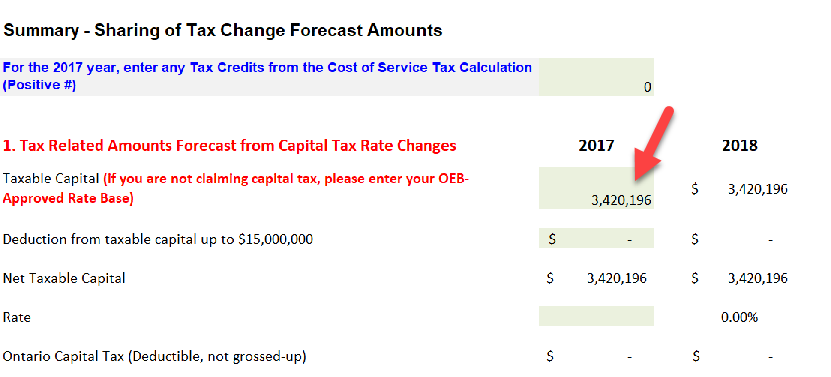 Summary - Sharing of Tax Change Forecast Amounts
For the 2017 year, enter any Tax Credits from the Cost of Service Tax Calculation
(Positive #)
0
1. Tax Related Amounts Forecast from Capital Tax Rate Changes 2017 2018
Taxable Capital (If you are not claiming capital tax, please enter your OEB-
Approved Rate Base) 3,420,196 $ 3,420,196
Deduction from taxable capital up to $15,000,000 $ - $ -
Net Taxable Capital $ 3,420,196 $ 3,420,196
Rate 0.00%
Ontario Capital Tax (Deductible, not grossed-up) $ - $ -